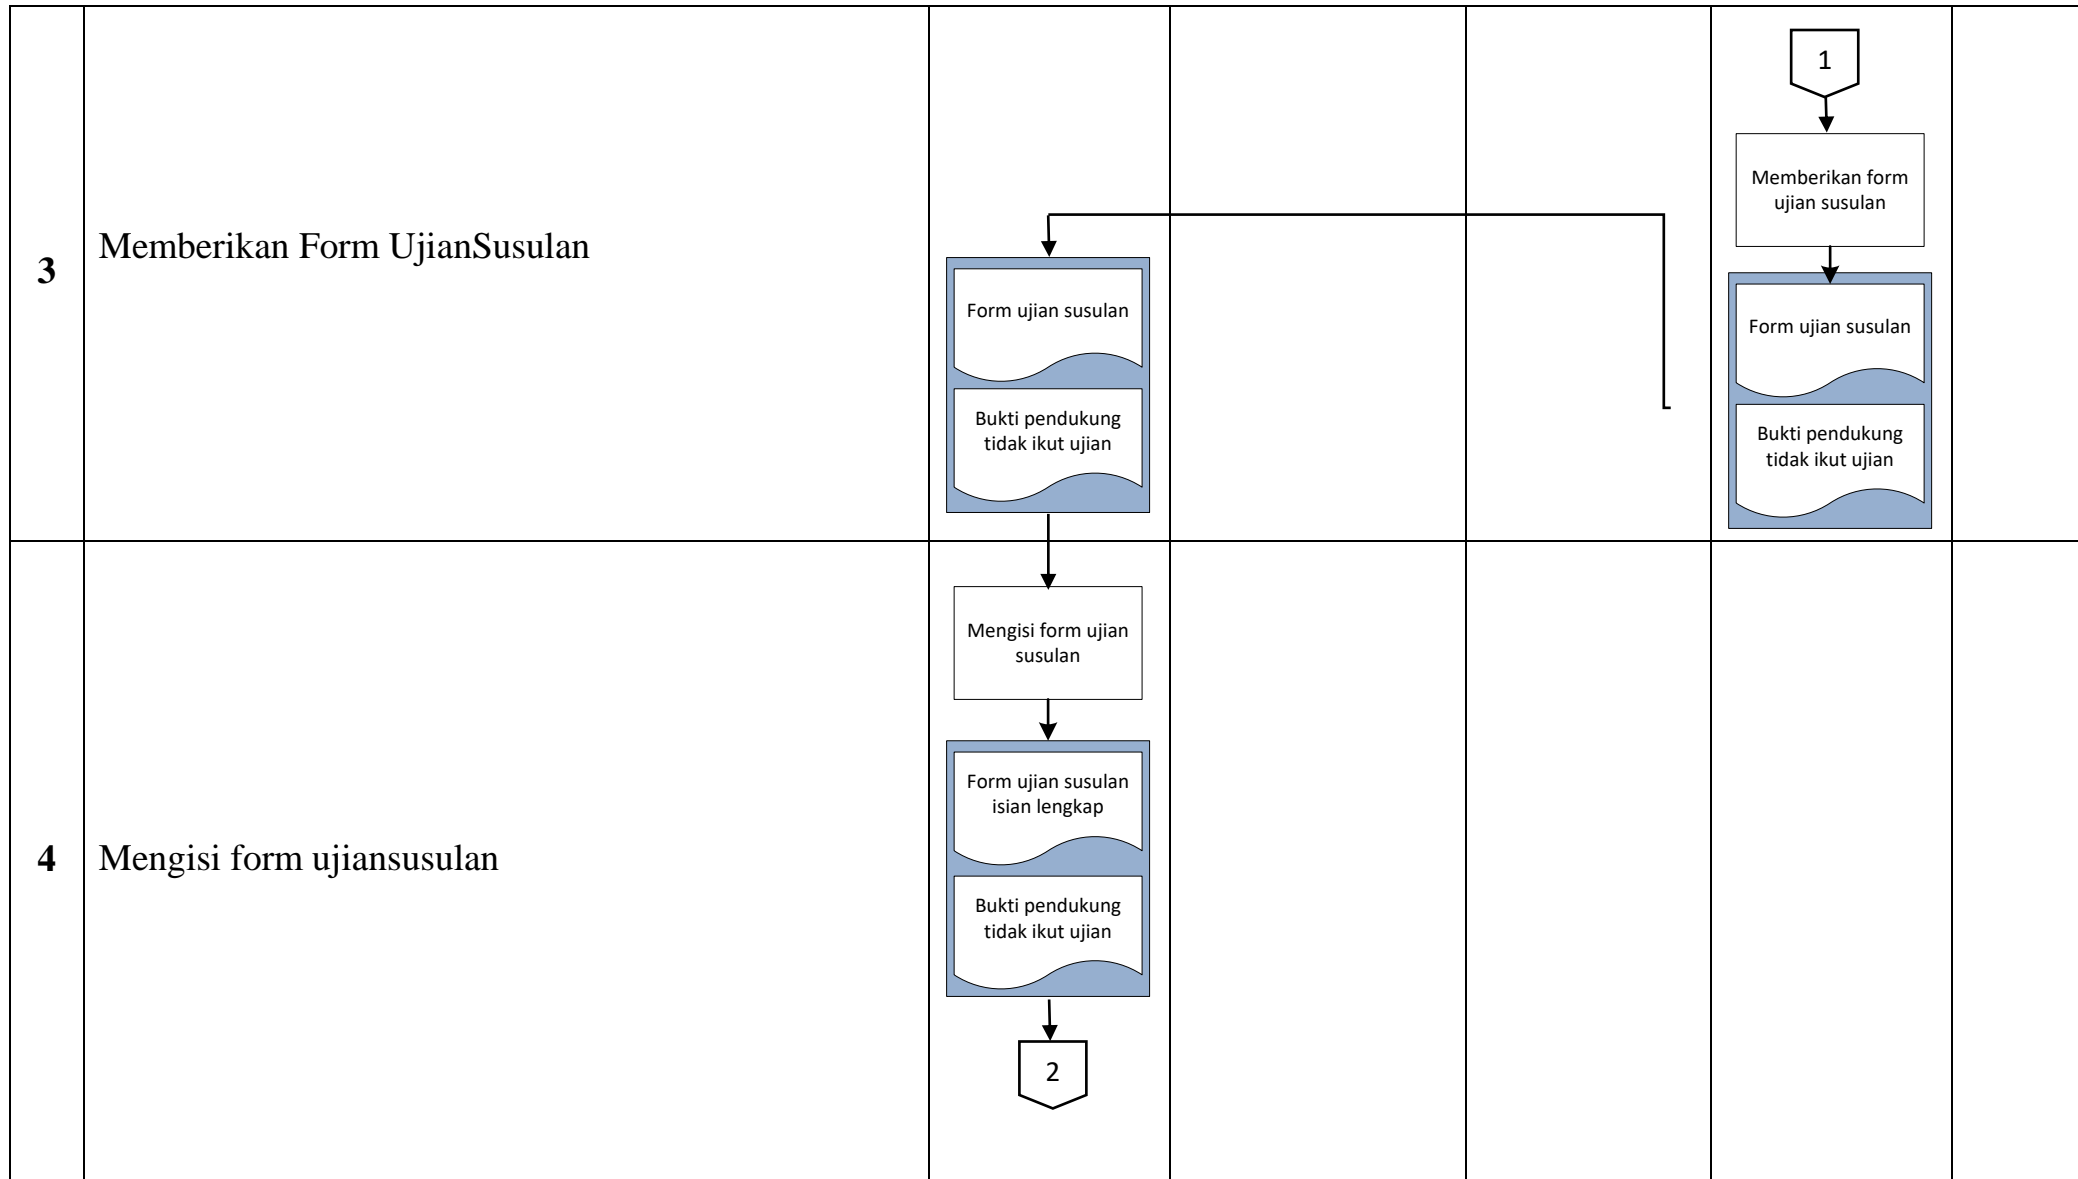 3
Memberikan Form UjianSusulan
Form ujian susulan
Bukti pendukung
tidak ikut ujian
1
Memberikan form
ujian susulan
Form ujian susulan
Bukti pendukung
tidak ikut ujian
4
Mengisi form ujiansusulan
Mengisi form ujian
susulan
Form ujian susulan
isian lengkap
Bukti pendukung
tidak ikut ujian
2